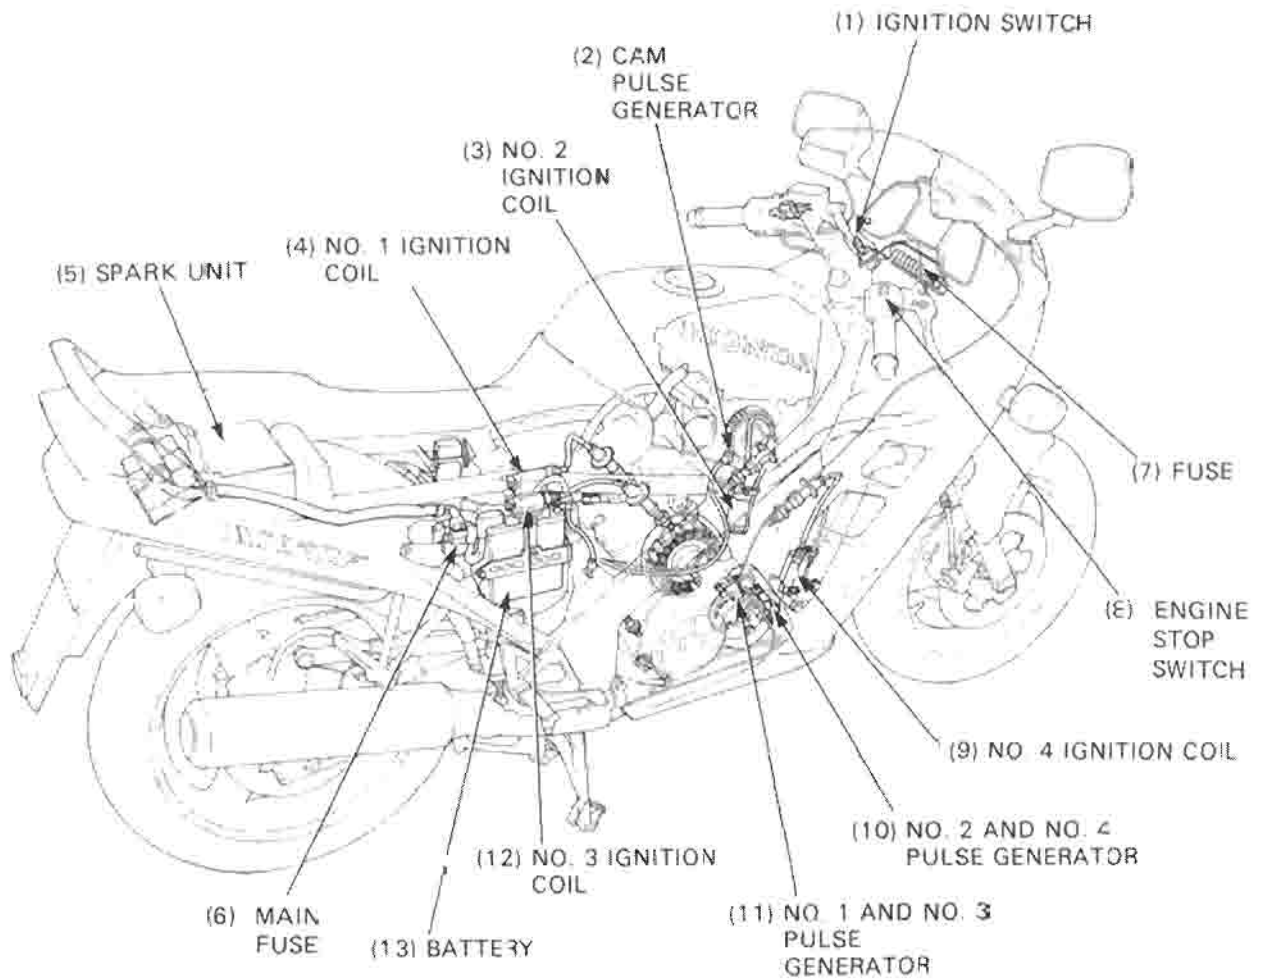 (1) IGNITION SWITCH
(2) CAM
PULSE
GENERATOR
(3) NO. 2
IGNITION
COIL
(4) NO. 1 IGNITION
COIL
(5) SPARK UNIT
HONDA
(7) FUSE
(8) ENGINE
STOP
SWITCH
(9) NO. 4 IGNITION COIL
(10) NO. 2 AND NO. 4
PULSE GENERATOR
(12) NO. 3 IGNITION
COIL
(6) MAIN
FUSE
(13) BATTERY
(11) NO. 1 AND NO. 3
PULSE
GENERATOR